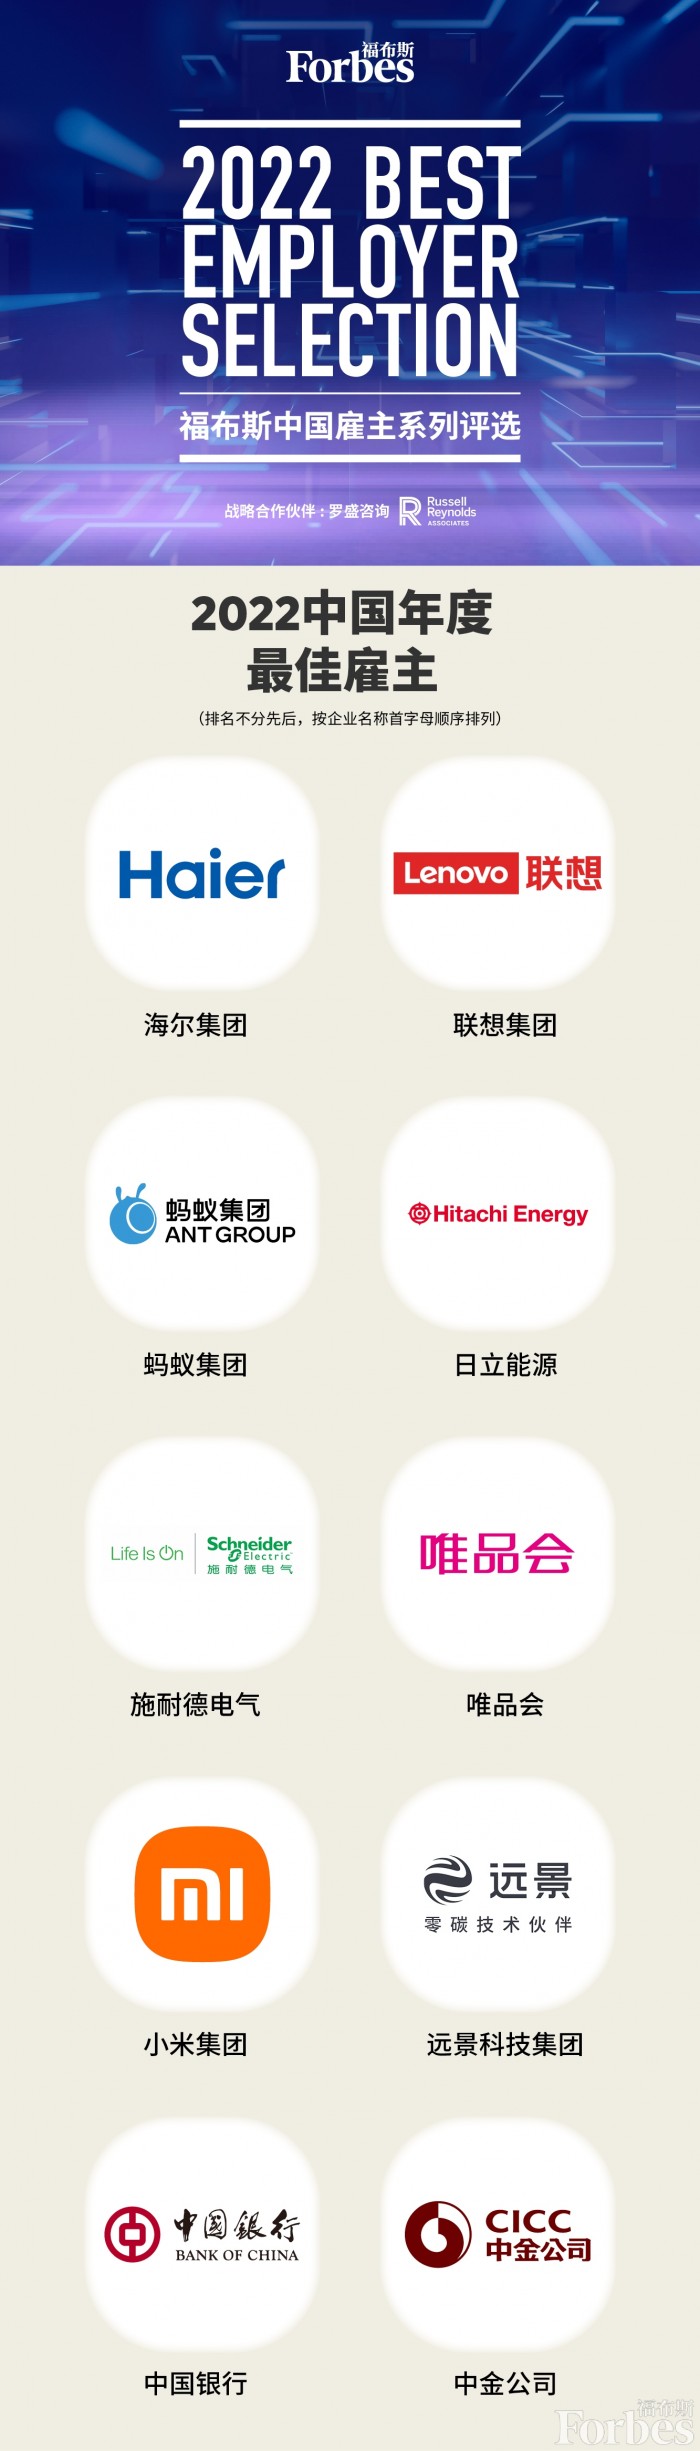 福布斯
Forbes
2022 BEST
EMPLOYER
SELECTION
福布斯中国雇主系列评选
战略合作伙伴：罗盛咨询
Russell
Reynolds
ASSOCIATES
2022中国年度
最佳雇主
（排名不分先后，按企业名称首字母顺序排列）
Haier
Lenovo 联想
海尔集团
联想集团
蚂蚁集团
ANT GROUP
Hitachi Energy
蚂蚁集团
日立能源
Life Is On
Schneider
Electric
施耐德电气
唯品会
施耐德电气
唯品会
mi
远景
零碳技术伙伴
小米集团
远景科技集团
中國銀行
BANK OF CHINA
CICC
中金公司
中国银行
中金公司
福布斯
Forbes